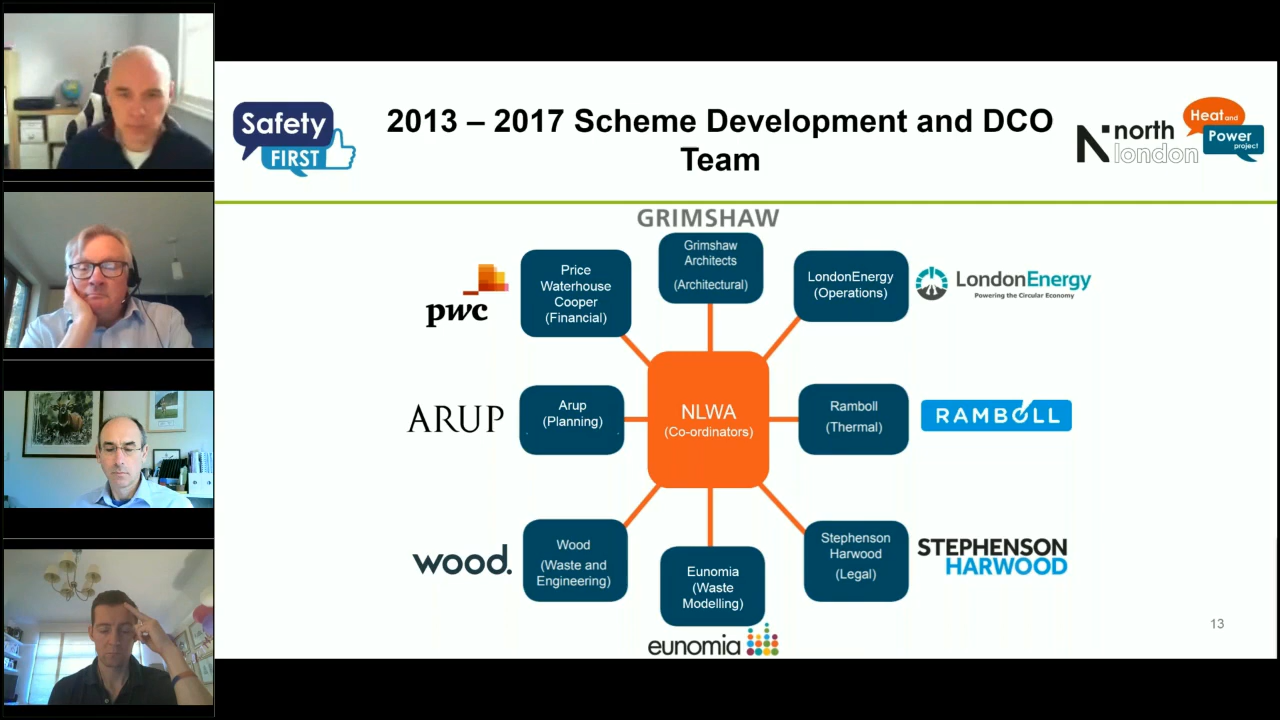 Safety
FIRST
2013 – 2017 Scheme Development and DCO
Team
north
london
Heat and
Power
project
GRIMSHAW
pwc
Price
Waterhouse
Cooper
(Financial)
Grimshaw
Architects
(Architectural)
LondonEnergy
(Operations)
LondonEnergy
Powering the Circular Economy
ARUP
Arup
(Planning)
NLWA
(Co-ordinators)
Ramboll
(Thermal)
RAMBOLL
wood.
Wood
(Waste and
Engineering)
Eunomia
(Waste
Modelling)
Stephenson
Harwood
(Legal)
STEPHENSON
HARWOOD
eunomia
13